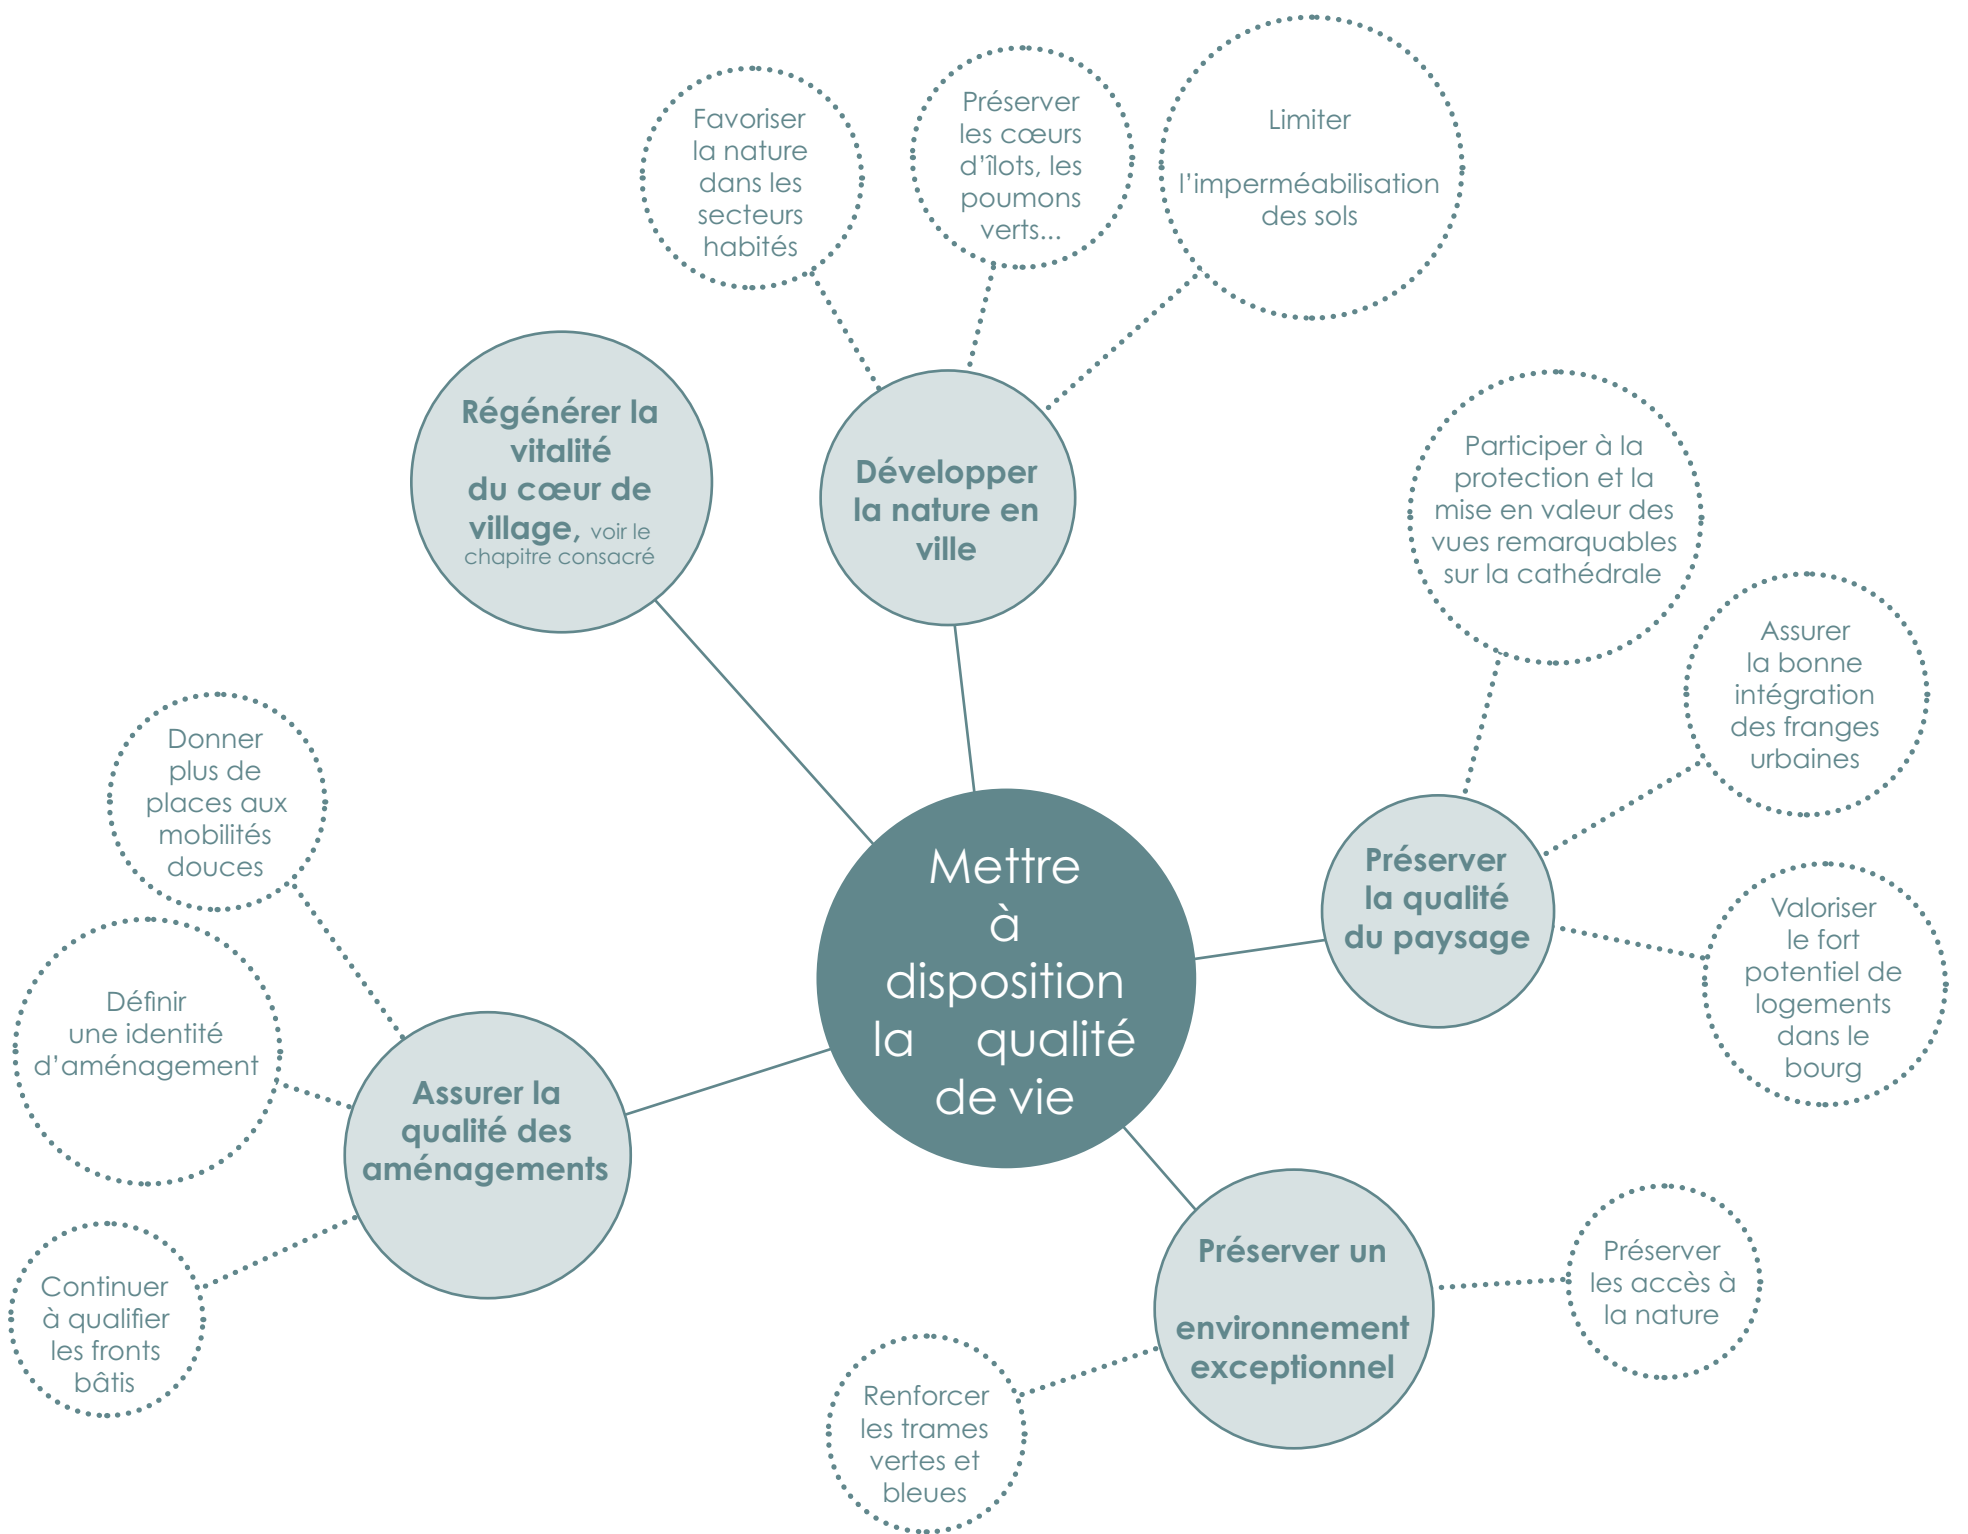 Favoriser
la nature
dans les
secteurs
habités
Préserver
les cœurs
d'îlots, les
poumons
verts...
Limiter
l'imperméabilisation
des sols
Régénérer la
vitalité
du cœur de
village, voir le
chapitre consacré
Développer
la nature en
ville
Participer à la
protection et la
mise en valeur des
vues remarquables
sur la cathédrale
Assurer
la bonne
intégration
des franges
urbaines
Donner
plus de
places aux
mobilités
douces
Mettre
à
disposition
la qualité
de vie
Préserver
la qualité
du paysage
Valoriser
le fort
potentiel de
logements
dans le
bourg
Définir
une identité
d'aménagement
Assurer la
qualité des
aménagements
Continuer
à qualifier
les fronts
bâtis
Préserver un
environnement
exceptionnel
Préserver
les accès à
la nature
Renforcer
les trames
vertes et
bleues